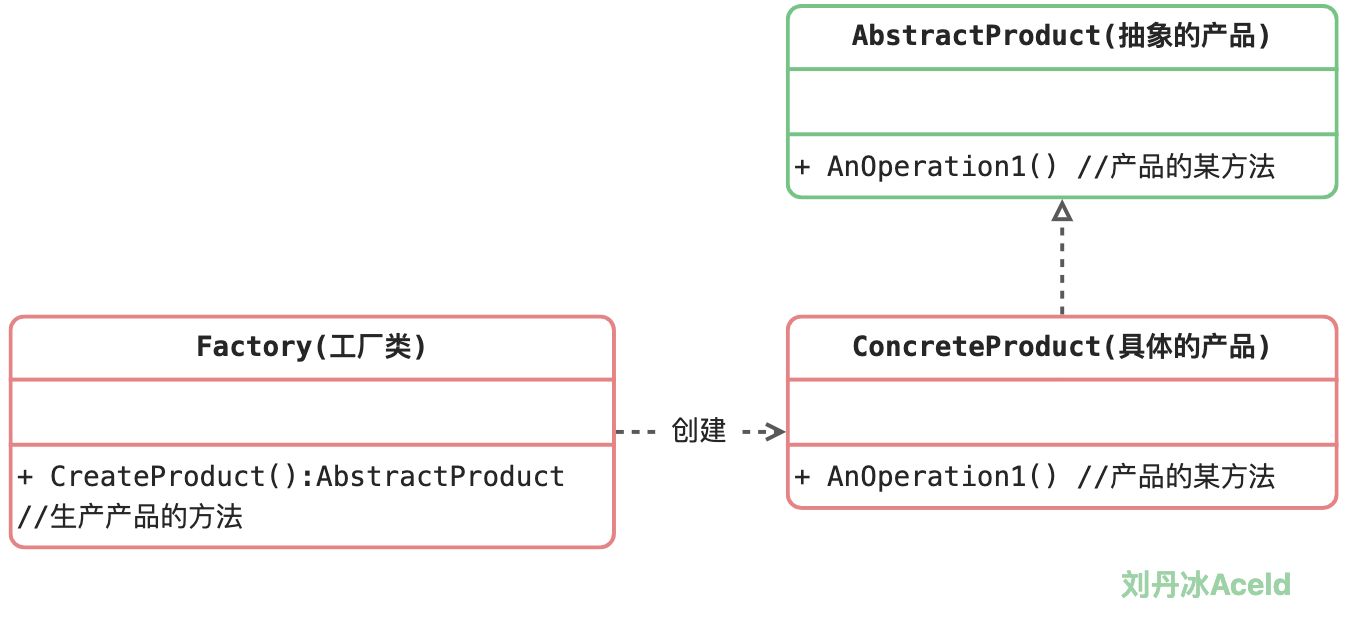 AbstractProduct(抽象的产品)
+ AnOperation1() //产品的某方法
Factory(工厂类)
+ CreateProduct():AbstractProduct
//生产产品的方法
创建
ConcreteProduct(具体的产品)
+ AnOperation1() //产品的某方法
刘丹冰Aceld